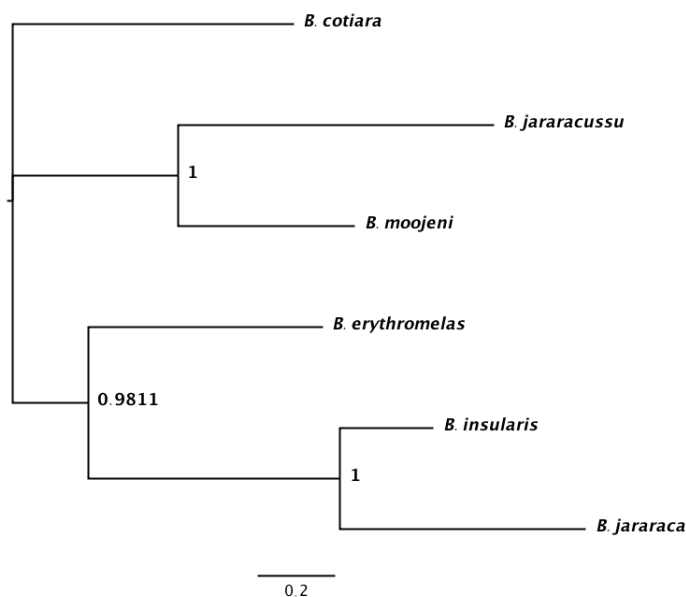 B. cotiara
B. jararacussu
1
B. moojeni
B. erythromelas
0.9811
B. insularis
1
B. jararaca
0.2